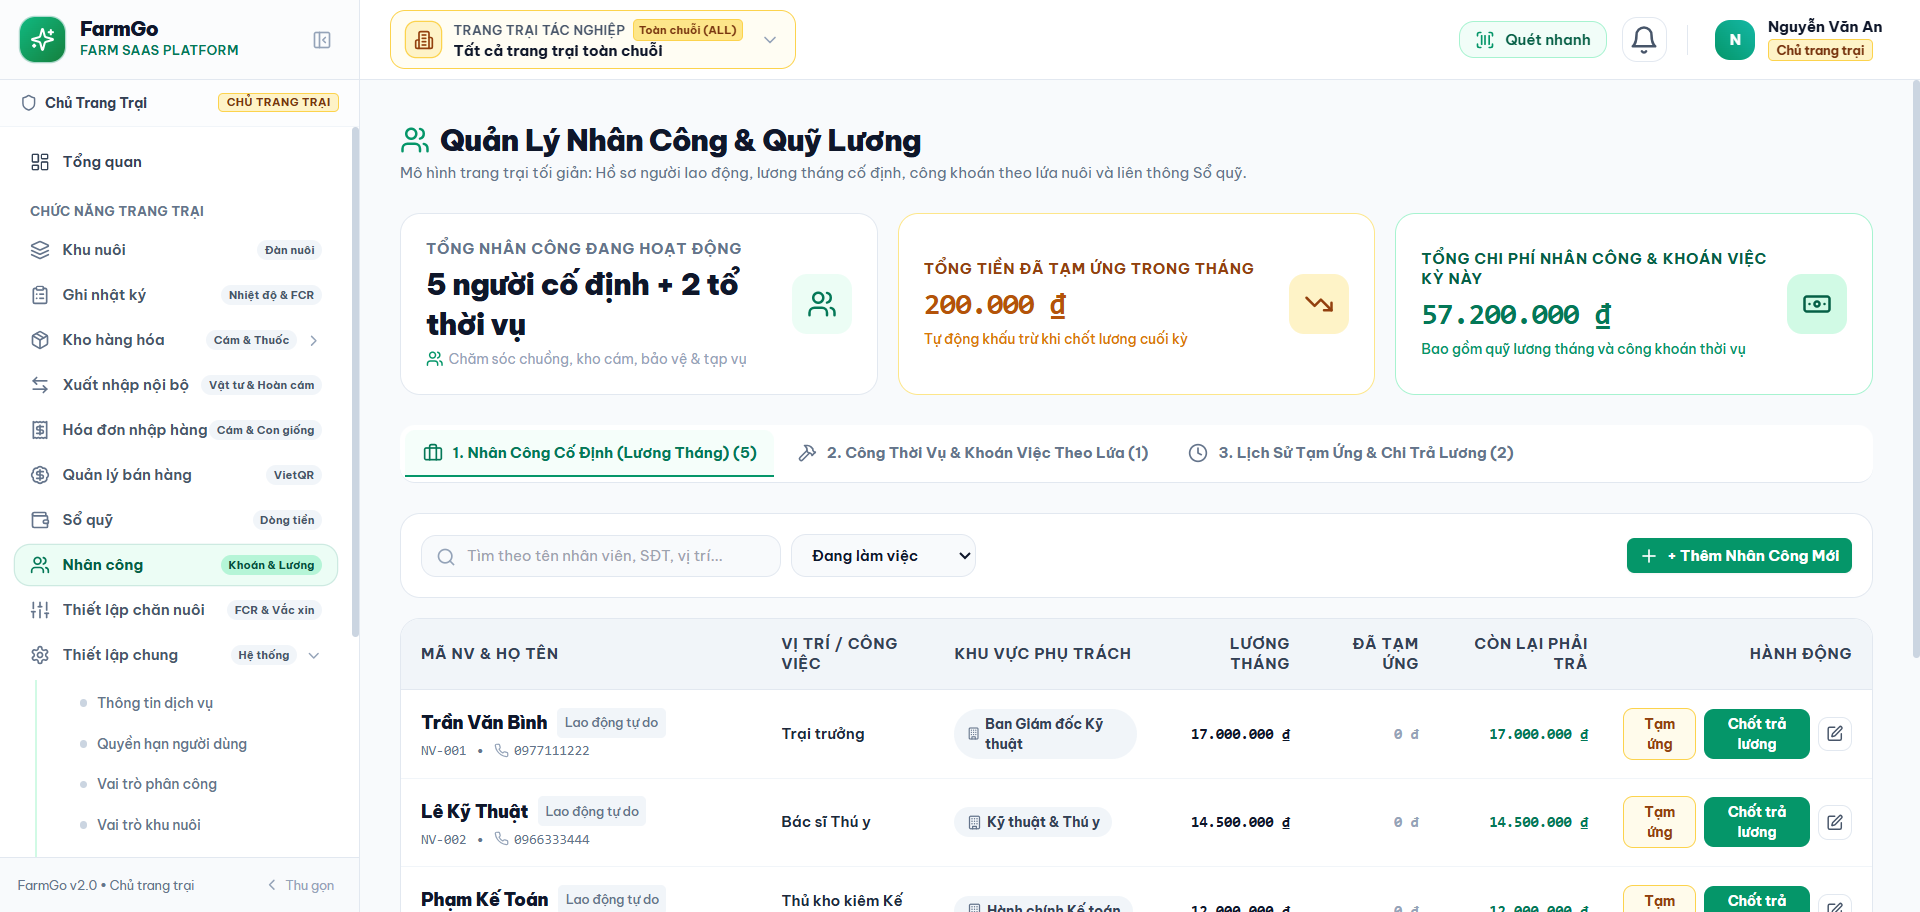 FarmGo
FARM SAAS PLATFORM
TRANG TRẠI TÁC NGHIỆP Toàn chuỗi (ALL)
Tất cả trang trại toàn chuỗi
Quét nhanh
N
Nguyễn Văn An
Chủ trang trại
Chủ Trang Trại CHỦ TRANG TRẠI
Tổng quan
CHỨC NĂNG TRANG TRẠI
Khu nuôi Đàn nuôi
Ghi nhật ký Nhiệt độ & FCR
Kho hàng hóa Cám & Thuốc
Xuất nhập nội bộ Vật tư & Hoàn cám
Hóa đơn nhập hàng Cám & Con giống
Quản lý bán hàng VietQR
Sổ quỹ Dòng tiền
Nhân công Khoán & Lương
Thiết lập chăn nuôi FCR & Vắc xin
Thiết lập chung Hệ thống
Thông tin dịch vụ
Quyền hạn người dùng
Vai trò phân công
Vai trò khu nuôi
FarmGo v2.0 • Chủ trang trại Thu gọn
Quản Lý Nhân Công & Quỹ Lương
Mô hình trang trại tối giản: Hồ sơ người lao động, lương tháng cố định, công khoán theo lứa nuôi và liên thông Sổ quỹ.
TỔNG NHÂN CÔNG ĐANG HOẠT ĐỘNG
5 người cố định + 2 tổ
thời vụ
Chăm sóc chuồng, kho cám, bảo vệ & tạp vụ
TỔNG TIỀN ĐÃ TẠM ỨNG TRONG THÁNG
200.000 đ
Tự động khấu trừ khi chốt lương cuối kỳ
TỔNG CHI PHÍ NHÂN CÔNG & KHOÁN VIỆC
KỲ NÀY
57.200.000 đ
Bao gồm quỹ lương tháng và công khoán thời vụ
1. Nhân Công Cố Định (Lương Tháng) (5)
2. Công Thời Vụ & Khoán Việc Theo Lứa (1)
3. Lịch Sử Tạm Ứng & Chi Trả Lương (2)
Tìm theo tên nhân viên, SĐT, vị trí...
Đang làm việc
+ Thêm Nhân Công Mới
MÃ NV & HỌ TÊN
VỊ TRÍ / CÔNG
VIỆC
KHU VỰC PHỤ TRÁCH
LƯƠNG
THÁNG
ĐÃ TẠM
ỨNG
CÒN LẠI PHẢI
TRẢ
HÀNH ĐỘNG
Trần Văn Bình Lao động tự do
NV-001 • 0977111222
Trại trưởng
Ban Giám đốc Kỹ
thuật
17.000.000 đ
0 đ
17.000.000 đ
Tạm
ứng
Chốt trả
lương
Lê Kỹ Thuật Lao động tự do
NV-002 • 0966333444
Bác sĩ Thú y
Kỹ thuật & Thú y
14.500.000 đ
0 đ
14.500.000 đ
Tạm
ứng
Chốt trả
lương
Phạm Kế Toán Lao động tự do
Thủ kho kiêm Kế
Hành chính Kế toán
12.000.000 đ
0 đ
12.000.000 đ
Tạm
Chốt trả